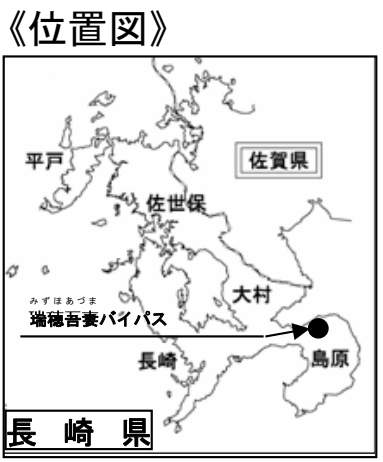 《位置図》
平戸
佐賀県
佐世保
大村
みずほあづま
瑞穂吾妻バイパス
長崎
島原
長崎県